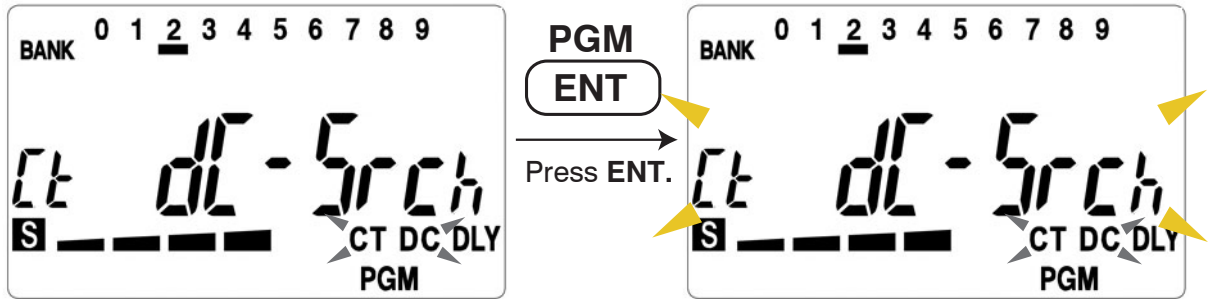 BANK 0 1 2 3 4 5 6 7 8 9
Ct dC-Srch
S CT DC DLY
PGM
PGM
ENT
Press ENT.
BANK 0 1 2 3 4 5 6 7 8 9
Ct dC-Srch
S CT DC DLY
PGM